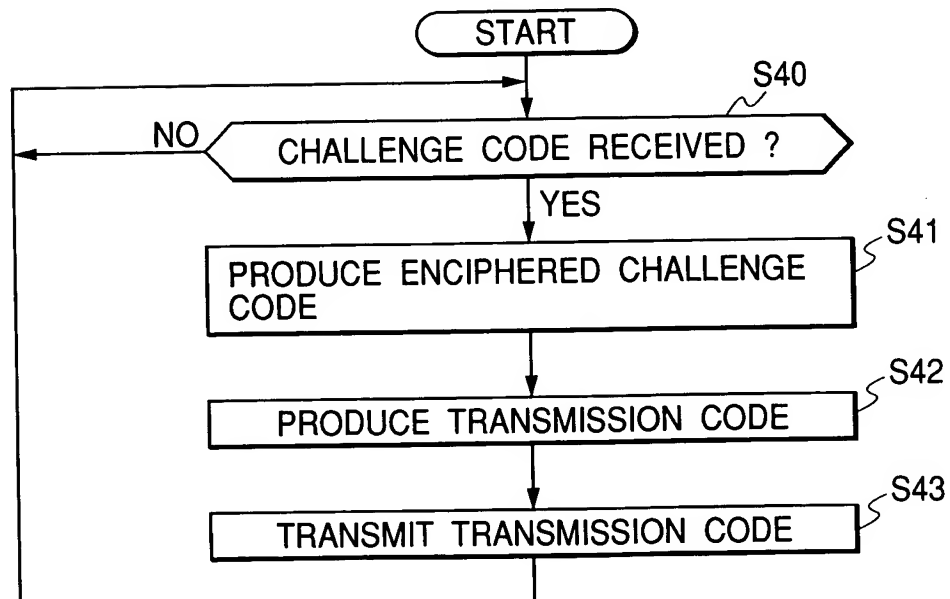 START
S40
NO
CHALLENGE CODE RECEIVED ?
YES
S41
PRODUCE ENCIPHERED CHALLENGE
CODE
S42
PRODUCE TRANSMISSION CODE
S43
TRANSMIT TRANSMISSION CODE